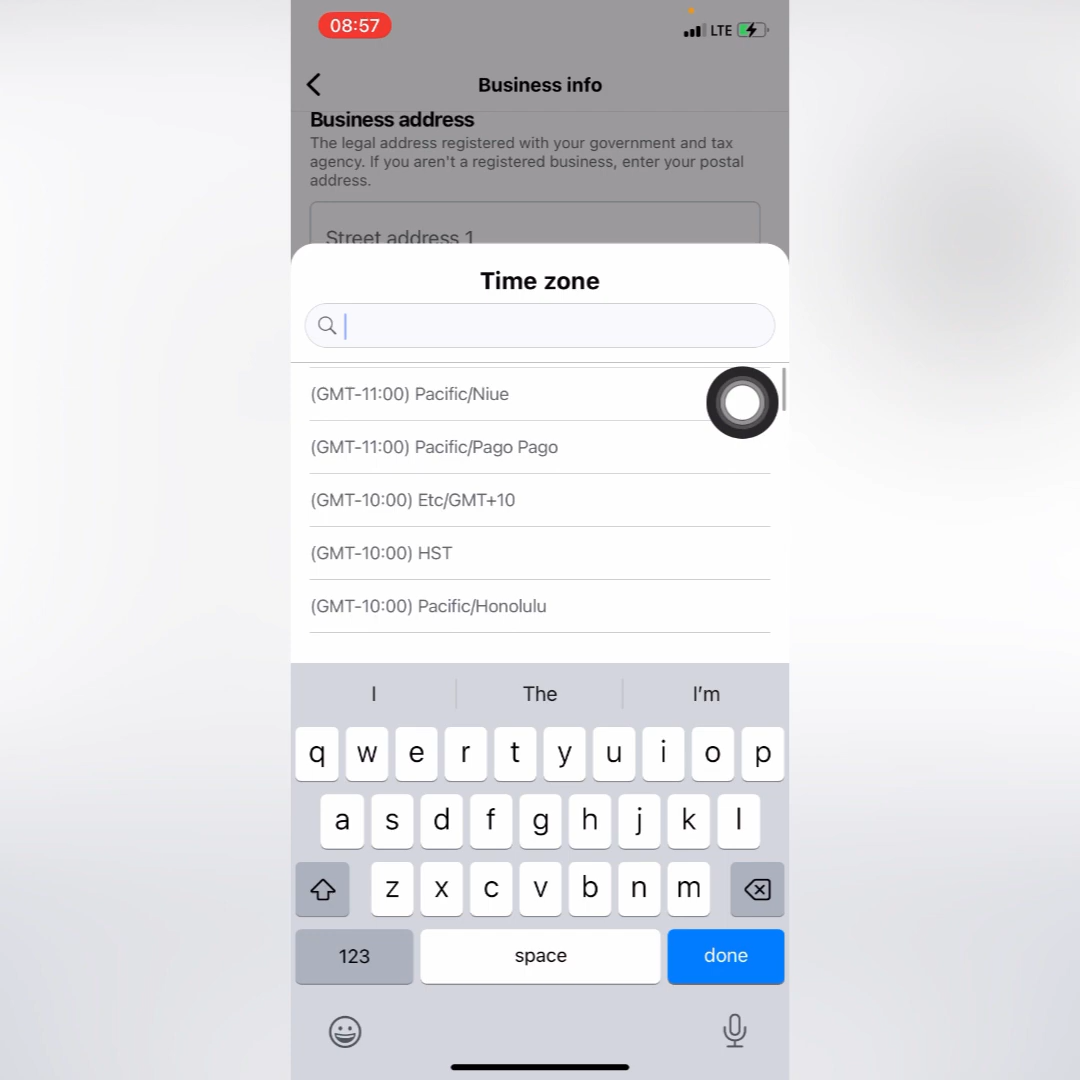 08:57
LTE
Business info
Business address
The legal address registered with your government and tax
agency. If you aren't a registered business, enter your postal
address.
Street address 1
Time zone
(GMT-11:00) Pacific/Niue
(GMT-11:00) Pacific/Pago Pago
(GMT-10:00) Etc/GMT+10
(GMT-10:00) HST
(GMT-10:00) Pacific/Honolulu
I The I'm
q w e r t y u i o p
a s d f g h j k l
z x c v b n m
123 space done